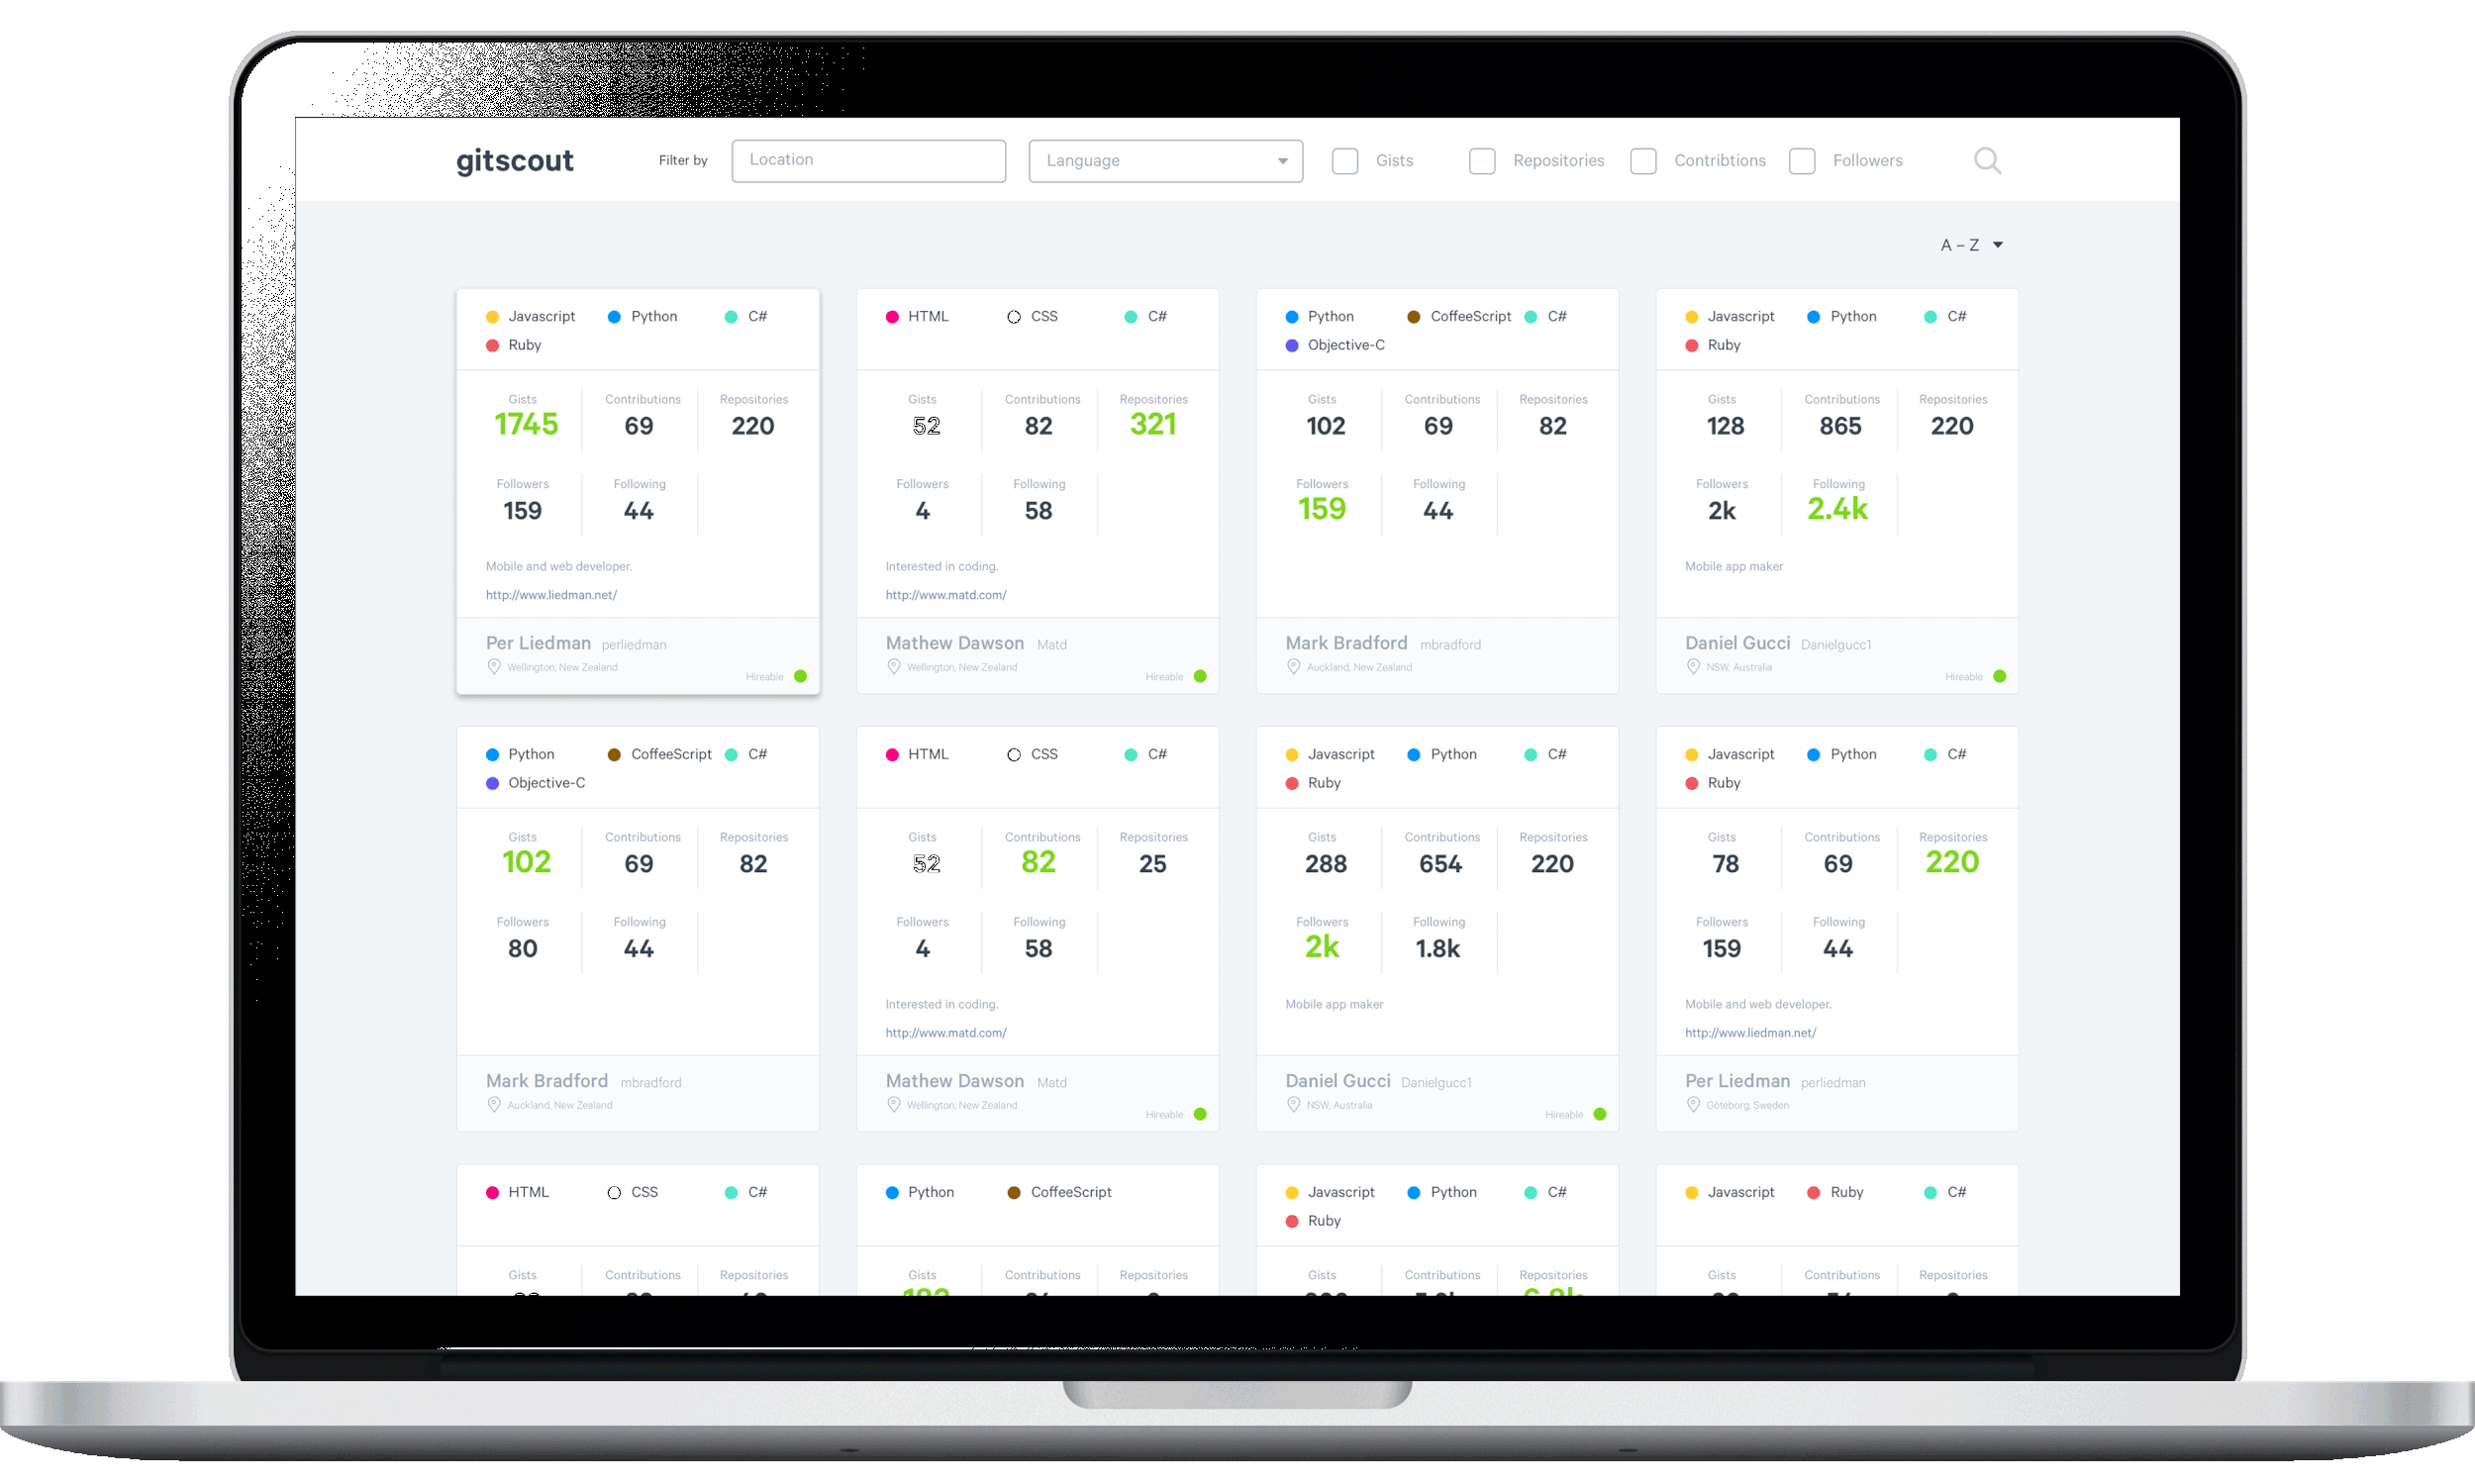 gitscout Filter by Location Language Gists Repositories Contribtions Followers
A – Z
Javascript Python C#
Ruby
Gists Contributions Repositories
1745 69 220
Followers Following
159 44
Mobile and web developer.
http://www.liedman.net/
Per Liedman perliedman
Wellington, New Zealand
Hireable
HTML CSS C#
Gists Contributions Repositories
52 82 321
Followers Following
4 58
Interested in coding.
http://www.matd.com/
Mathew Dawson Matd
Wellington, New Zealand
Hireable
Python CoffeeScript C#
Objective-C
Gists Contributions Repositories
102 69 82
Followers Following
159 44
Mark Bradford mbradford
Auckland, New Zealand
Javascript Python C#
Ruby
Gists Contributions Repositories
128 865 220
Followers Following
2k 2.4k
Mobile app maker
Daniel Gucci Danielgucc1
NSW, Australia
Hireable
Python CoffeeScript C#
Objective-C
Gists Contributions Repositories
102 69 82
Followers Following
80 44
Mark Bradford mbradford
Auckland, New Zealand
HTML CSS C#
Gists Contributions Repositories
52 82 25
Followers Following
4 58
Interested in coding.
http://www.matd.com/
Mathew Dawson Matd
Wellington, New Zealand
Hireable
Javascript Python C#
Ruby
Gists Contributions Repositories
288 654 220
Followers Following
2k 1.8k
Mobile app maker
Daniel Gucci Danielgucc1
NSW, Australia
Hireable
Javascript Python C#
Ruby
Gists Contributions Repositories
78 69 220
Followers Following
159 44
Mobile and web developer.
http://www.liedman.net/
Per Liedman perliedman
Göteborg, Sweden
HTML CSS C#
Gists Contributions Repositories
Python CoffeeScript
Gists Contributions Repositories
Javascript Python C#
Ruby
Gists Contributions Repositories
Javascript Ruby C#
Gists Contributions Repositories